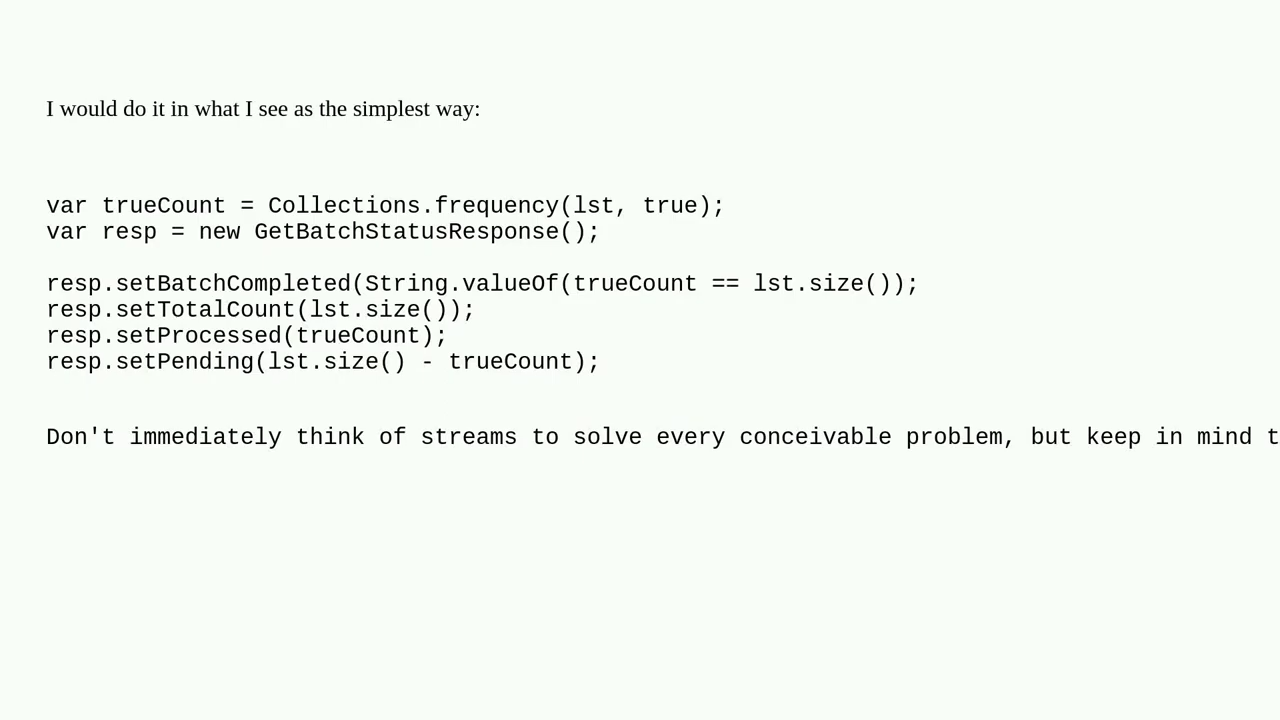 I would do it in what I see as the simplest way:
var trueCount = Collections.frequency(lst, true);
var resp = new GetBatchStatusResponse();
resp.setBatchCompleted(String.valueOf(trueCount == lst.size());
resp.setTotalCount(lst.size());
resp.setProcessed(trueCount);
resp.setPending(lst.size() - trueCount);
Don't immediately think of streams to solve every conceivable problem, but keep in mind